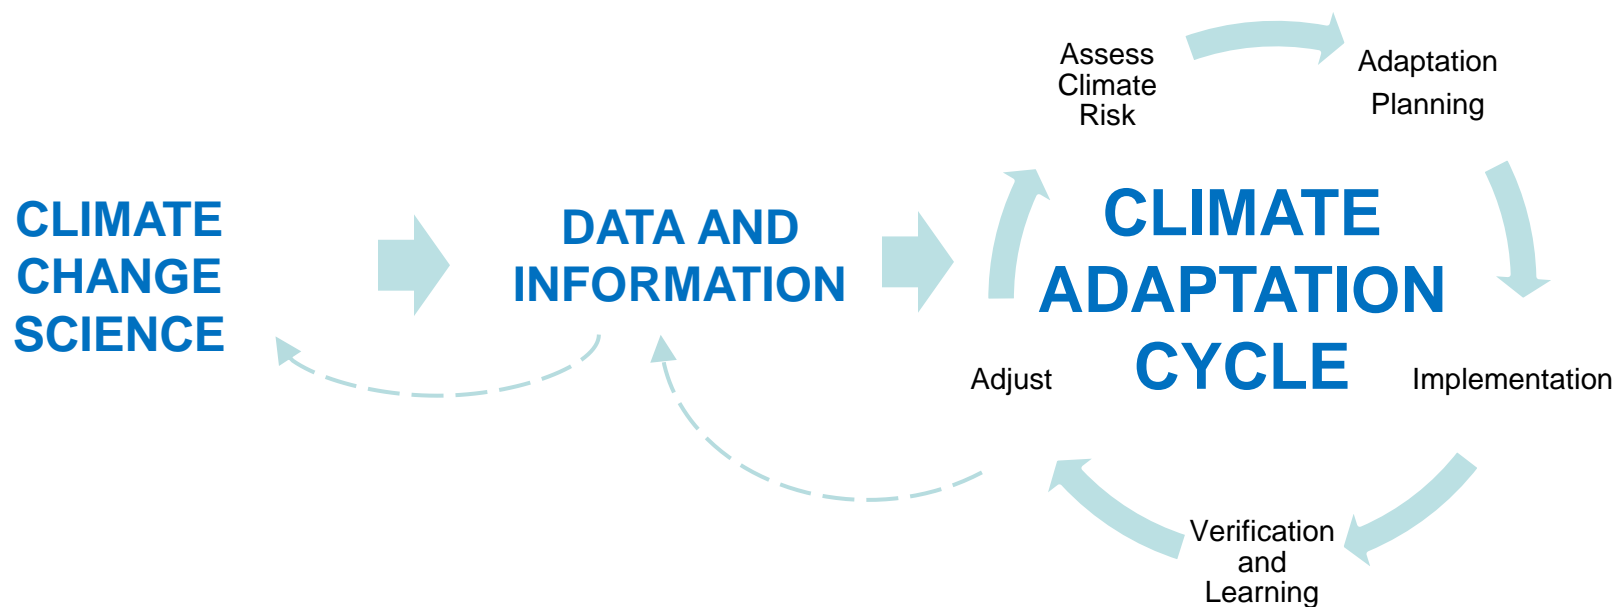 CLIMATE
CHANGE
SCIENCE
DATA AND
INFORMATION
CLIMATE
ADAPTATION
CYCLE
Assess
Climate
Risk
Adaptation
Planning
Implementation
Verification
and
Learning
Adjust